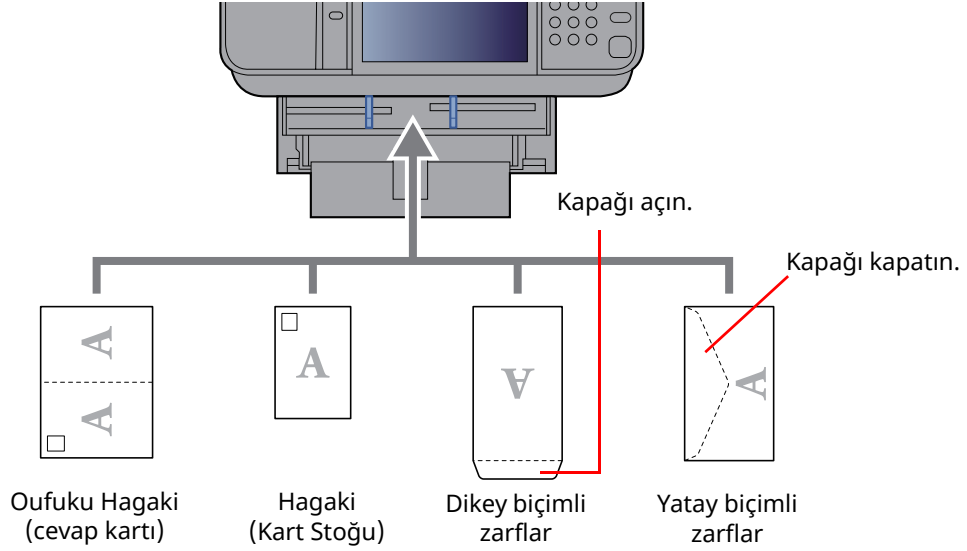 Kapağı açın.
Kapağı kapatın.
A
A
A
A
A
Oufuku Hagaki
(cevap kartı)
Hagaki
(Kart Stoğu)
Dikey biçimli
zarflar
Yatay biçimli
zarflar